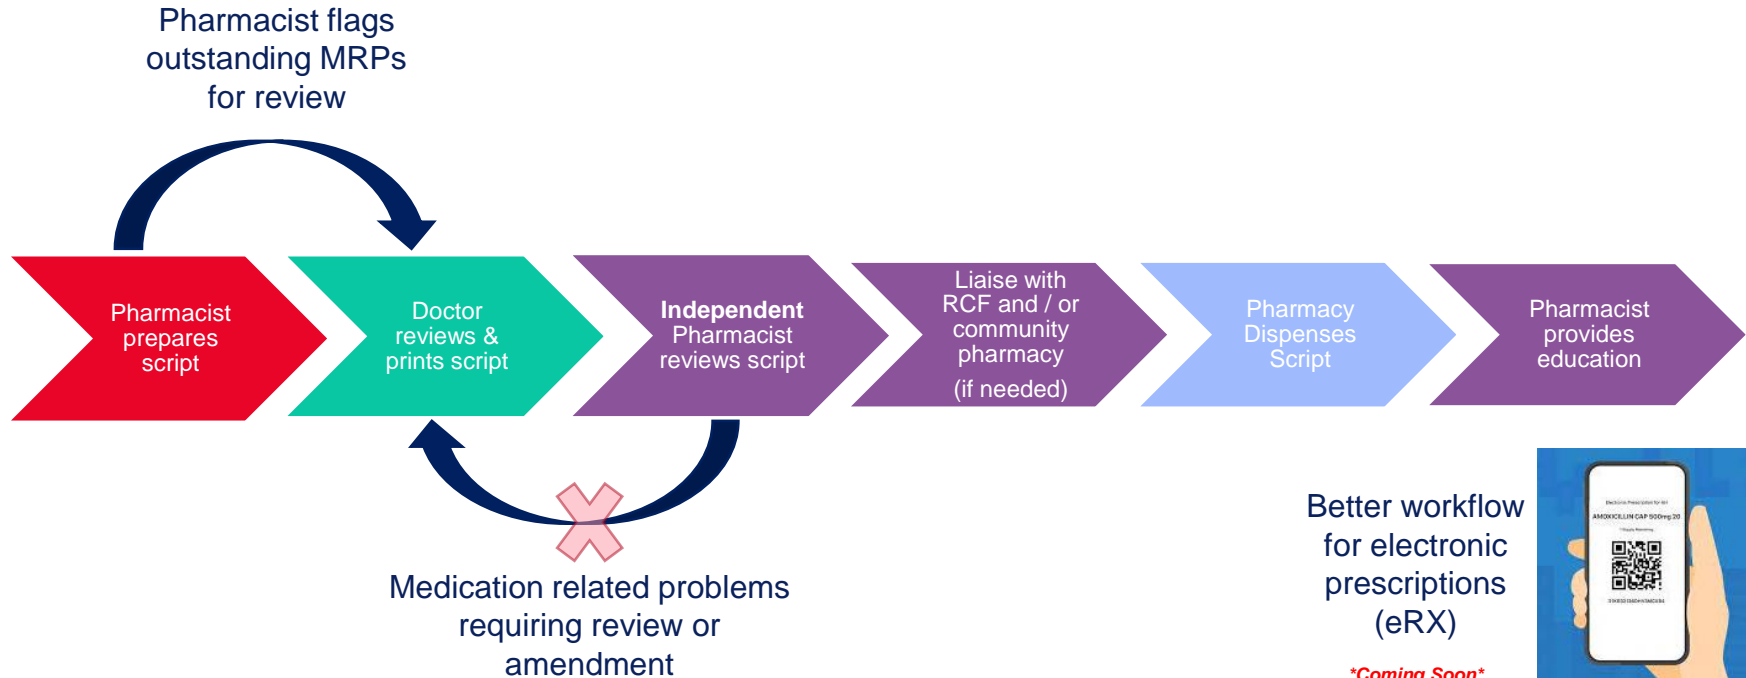 Pharmacist flags
outstanding MRPs
for review
Pharmacist
prepares
script
Doctor
reviews &
prints script
Independent
Pharmacist
reviews script
Liaise with
RCF and / or
community
pharmacy
(if needed)
Pharmacy
Dispenses
Script
Pharmacist
provides
education
Medication related problems
requiring review or
amendment
Better workflow
for electronic
prescriptions
(eRX)
*Coming Soon*
AMOXICILLIN CAP 500mg 20